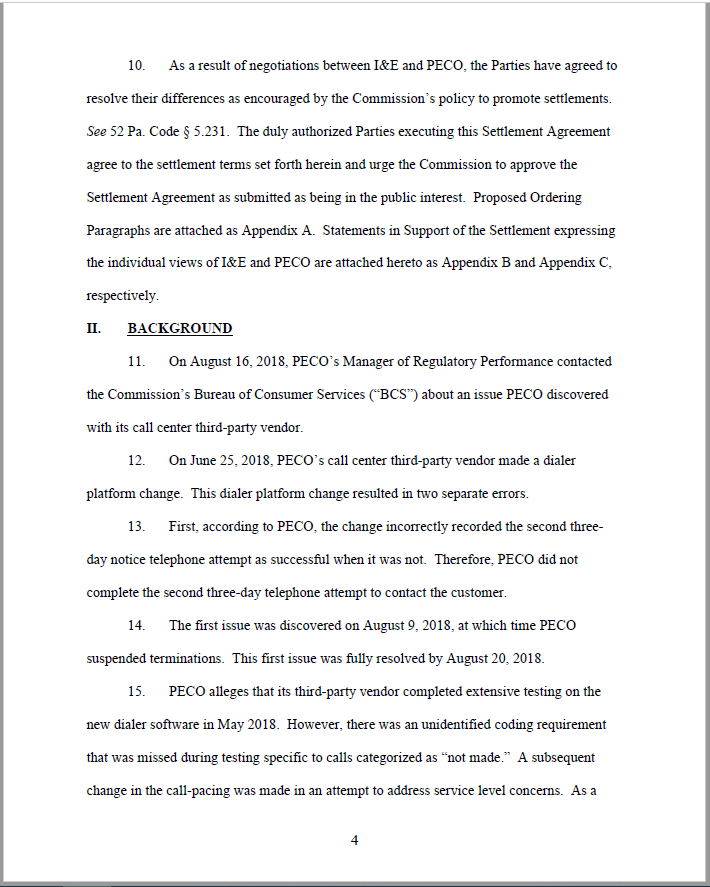 10. As a result of negotiations between I&E and PECO, the Parties have agreed to
resolve their differences as encouraged by the Commission’s policy to promote settlements.
See 52 Pa. Code § 5.231. The duly authorized Parties executing this Settlement Agreement
agree to the settlement terms set forth herein and urge the Commission to approve the
Settlement Agreement as submitted as being in the public interest. Proposed Ordering
Paragraphs are attached as Appendix A. Statements in Support of the Settlement expressing
the individual views of I&E and PECO are attached hereto as Appendix B and Appendix C,
respectively.
II. BACKGROUND
11. On August 16, 2018, PECO’s Manager of Regulatory Performance contacted
the Commission’s Bureau of Consumer Services (“BCS”) about an issue PECO discovered
with its call center third-party vendor.
12. On June 25, 2018, PECO’s call center third-party vendor made a dialer
platform change. This dialer platform change resulted in two separate errors.
13. First, according to PECO, the change incorrectly recorded the second three-
day notice telephone attempt as successful when it was not. Therefore, PECO did not
complete the second three-day telephone attempt to contact the customer.
14. The first issue was discovered on August 9, 2018, at which time PECO
suspended terminations. This first issue was fully resolved by August 20, 2018.
15. PECO alleges that its third-party vendor completed extensive testing on the
new dialer software in May 2018. However, there was an unidentified coding requirement
that was missed during testing specific to calls categorized as “not made.” A subsequent
change in the call-pacing was made in an attempt to address service level concerns. As a
4